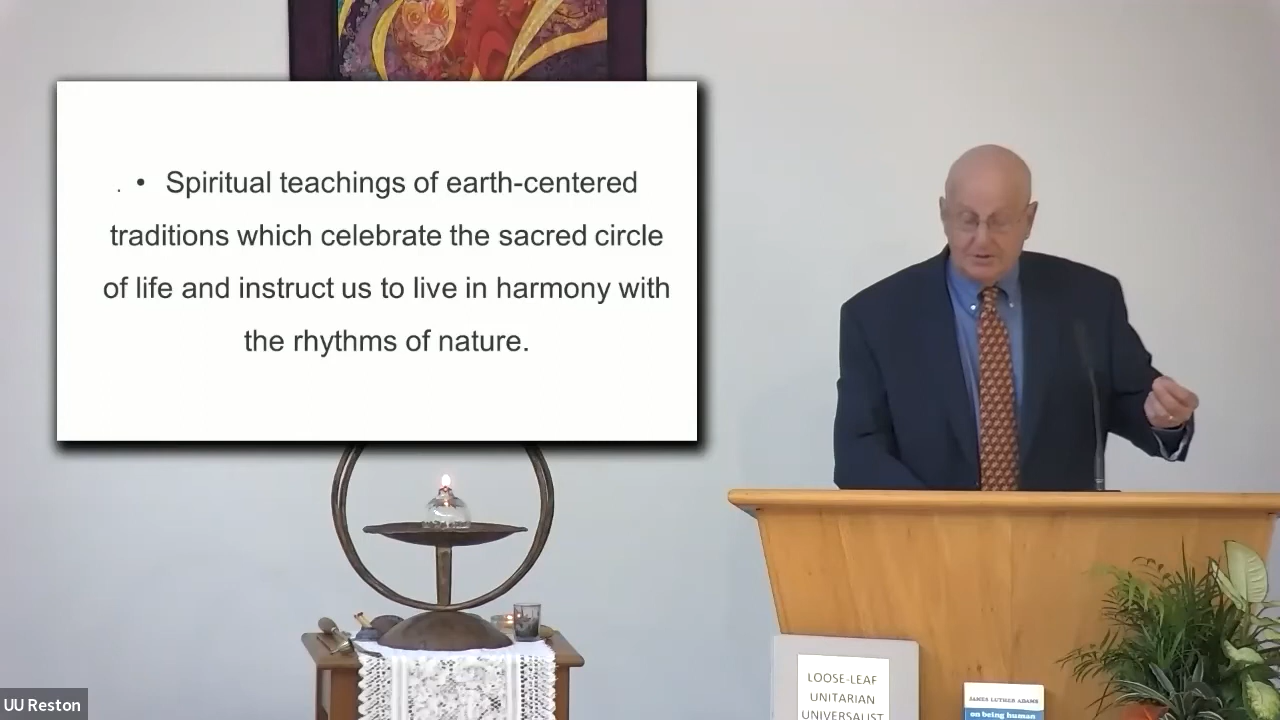 . • Spiritual teachings of earth-centered
traditions which celebrate the sacred circle
of life and instruct us to live in harmony with
the rhythms of nature.
LOOSE-LEAF
UNITARIAN
UNIVERSALIST
JAMES LUTHER ADAMS
on being human
UU Reston